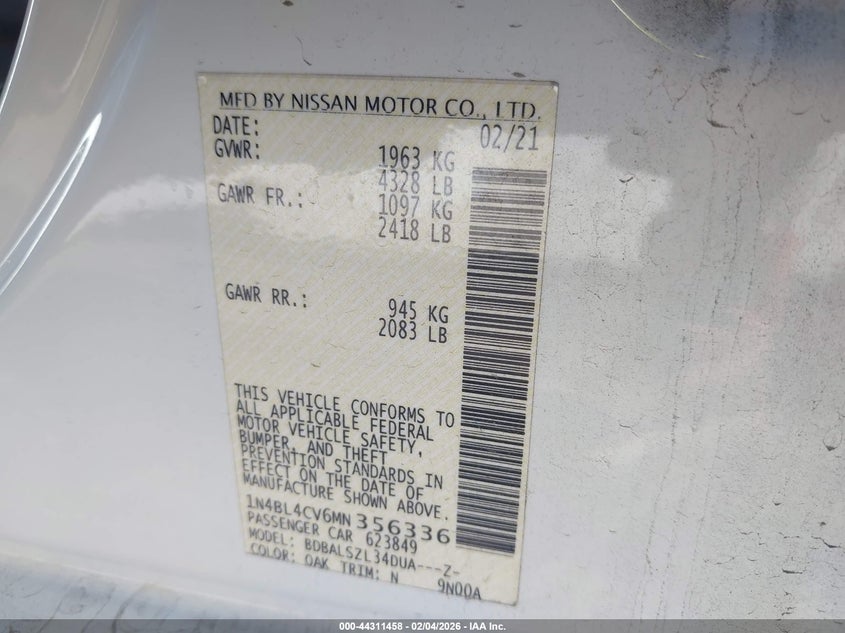 MFD BY NISSAN MOTOR CO., LTD.
DATE: 02/21
GVWR: 1963 KG
4328 LB
GAWR FR.: 1097 KG
2418 LB
GAWR RR.: 945 KG
2083 LB
THIS VEHICLE CONFORMS TO
ALL APPLICABLE FEDERAL
MOTOR VEHICLE SAFETY,
BUMPER, AND THEFT
PREVENTION STANDARDS IN
EFFECT ON THE DATE OF
MANUFACTURE SHOWN ABOVE.
1N4BL4CV6MN356336
PASSENGER CAR 623849
MODEL: BDBALSZL34DUA---Z-
COLOR: QAK TRIM: N 9N00A
000-44311458 - 02/04/2026 - IAA Inc.